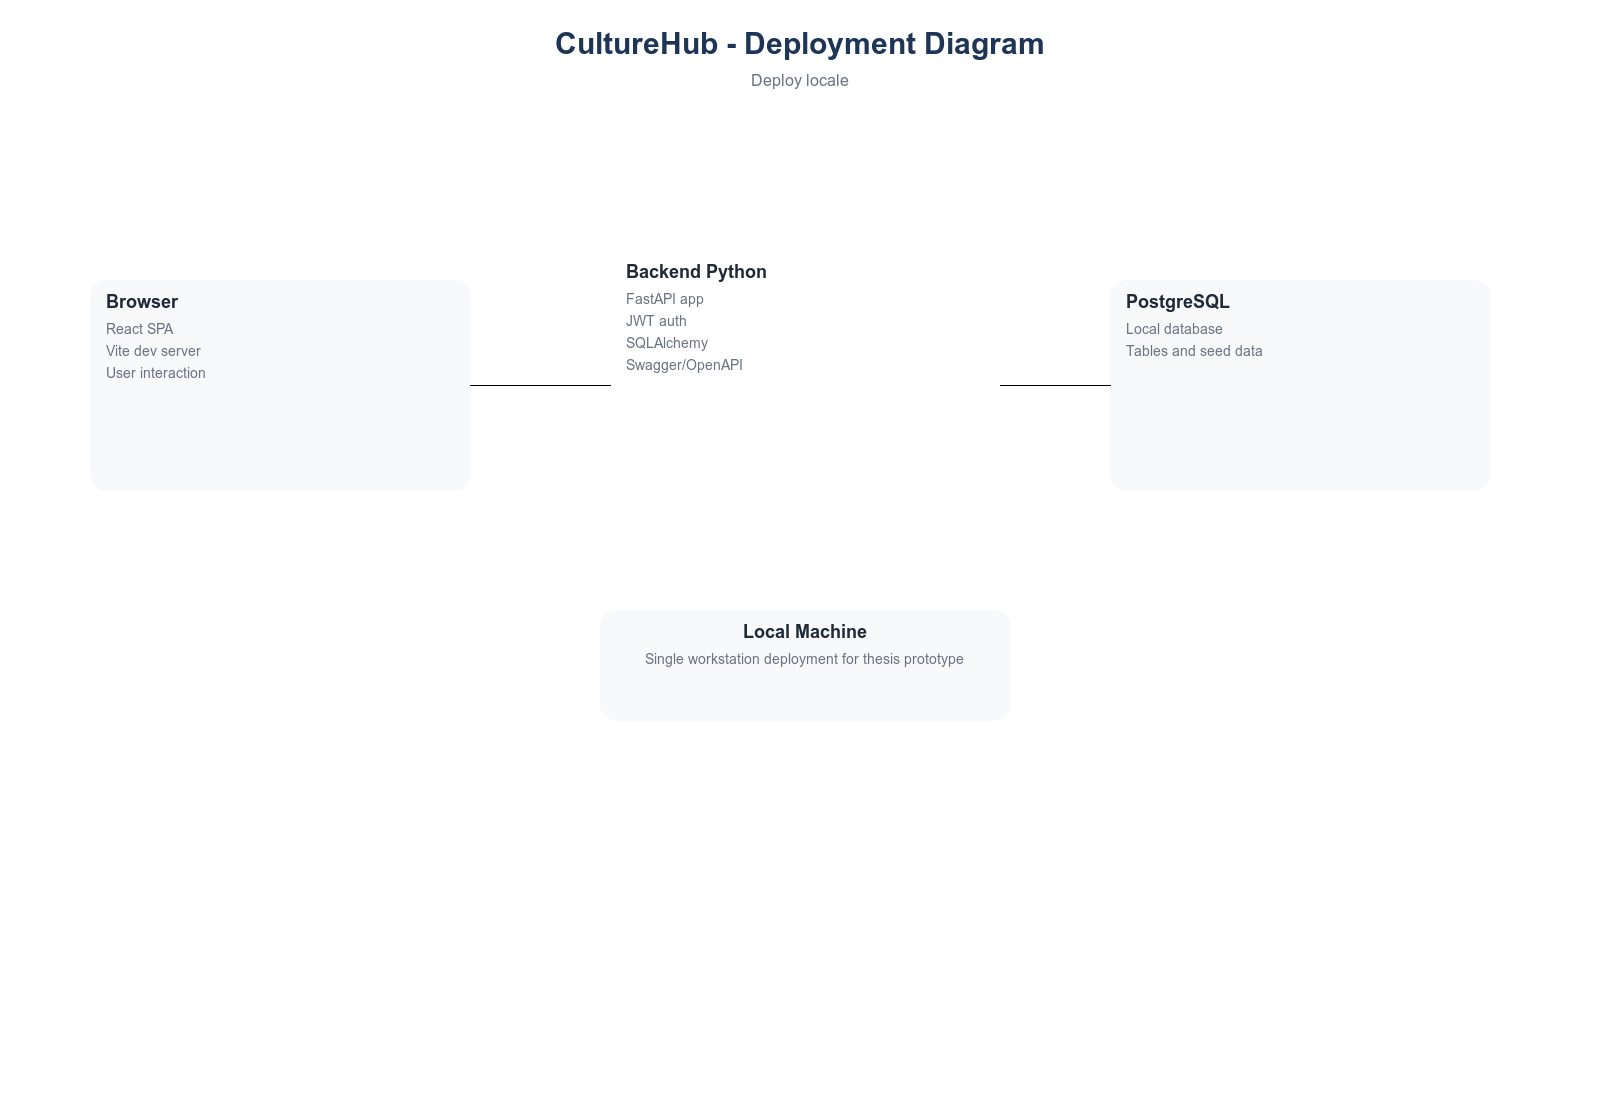 CultureHub - Deployment Diagram
Deploy locale
Browser
React SPA
Vite dev server
User interaction
Backend Python
FastAPI app
JWT auth
SQLAlchemy
Swagger/OpenAPI
PostgreSQL
Local database
Tables and seed data
Local Machine
Single workstation deployment for thesis prototype